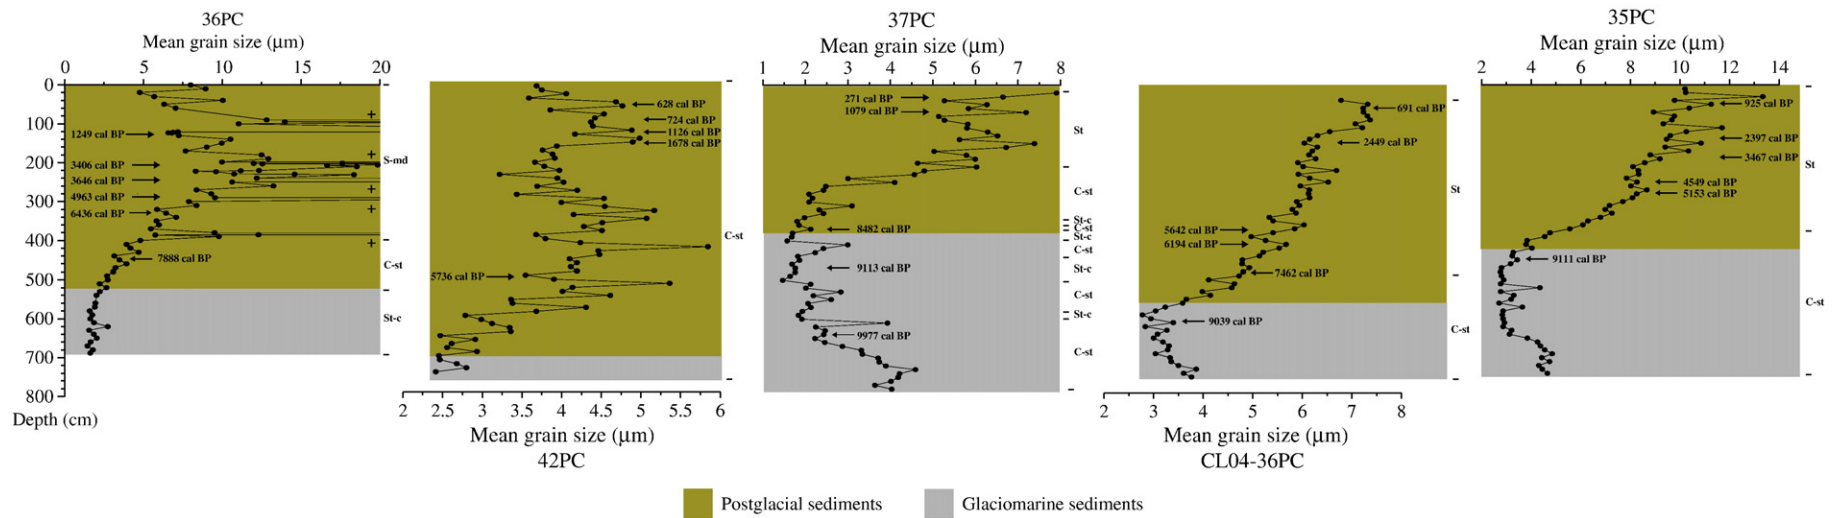 36PC
Mean grain size (µm)
0 5 10 15 20
0
100
200
300
400
500
600
700
800
Depth (cm)
1249 cal BP
3406 cal BP
3646 cal BP
4963 cal BP
6436 cal BP
7888 cal BP
+
+
+
+
+
S-md
C-st
St-c
628 cal BP
724 cal BP
1126 cal BP
1678 cal BP
5736 cal BP
C-st
2 2.5 3 3.5 4 4.5 5 5.5 6
Mean grain size (µm)
42PC
37PC
Mean grain size (µm)
1 2 3 4 5 6 7 8
271 cal BP
1079 cal BP
8482 cal BP
9113 cal BP
9977 cal BP
St
C-st
St-c
C-st
St-c
C-st
St-c
C-st
St-c
C-st
691 cal BP
2449 cal BP
5642 cal BP
6194 cal BP
7462 cal BP
9039 cal BP
St
C-st
2 3 4 5 6 7 8
Mean grain size (µm)
CL04-36PC
35PC
Mean grain size (µm)
2 4 6 8 10 12 14
925 cal BP
2397 cal BP
3467 cal BP
4549 cal BP
5153 cal BP
9111 cal BP
St
C-st
Postglacial sediments
Glaciomarine sediments